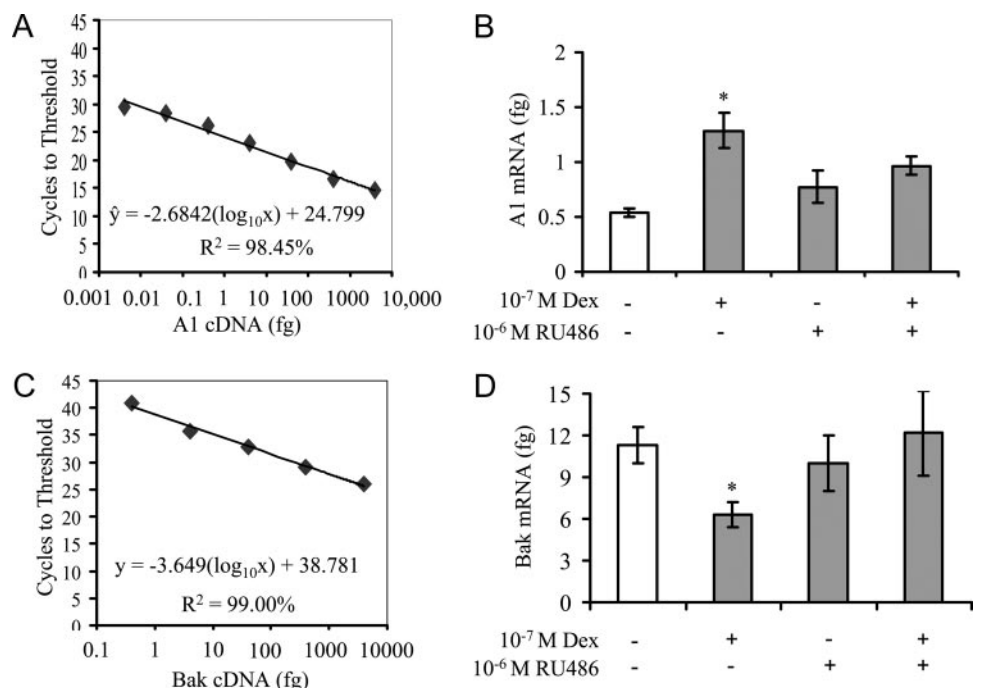 A
Cycles to Threshold
45
40
35
30
25
20
15
10
5
0
ŷ = -2.6842(log₁₀x) + 24.799
R² = 98.45%
0.001 0.01 0.1 1 10 100 1000 10,000
A1 cDNA (fg)
B
A1 mRNA (fg)
2
1.5
1
0.5
0
*
10⁻⁷ M Dex - + - +
10⁻⁶ M RU486 - - + +
C
Cycles to Threshold
45
40
35
30
25
20
15
10
5
0
y = -3.649(log₁₀x) + 38.781
R² = 99.00%
0.1 1 10 100 1000 10000
Bak cDNA (fg)
D
Bak mRNA (fg)
15
12
9
6
3
0
*
10⁻⁷ M Dex - + - +
10⁻⁶ M RU486 - - + +